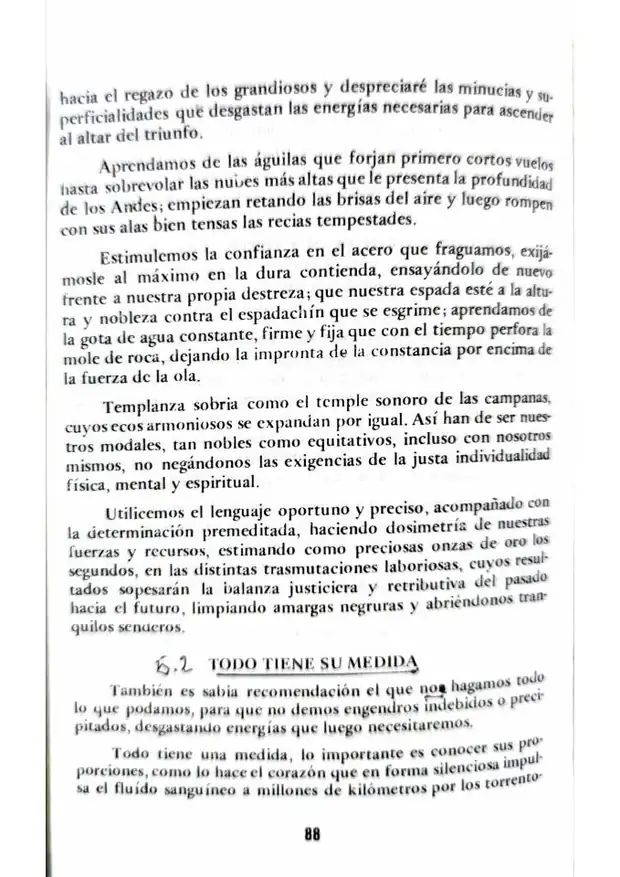 hacia el regazo de los grandiosos y despreciaré las minucias y su-
perficialidades que desgastan las energías necesarias para ascender
al altar del triunfo.
Aprendamos de las águilas que forjan primero cortos vuelos
hasta sobrevolar las nubes más altas que le presenta la profundidad
de los Andes; empiezan retando las brisas del aire y luego rompen
con sus alas bien tensas las recias tempestades.
Estimulemos la confianza en el acero que fraguamos, exijá-
mosle al máximo en la dura contienda, ensayándolo de nuevo
frente a nuestra propia destreza; que nuestra espada esté a la altu-
ra y nobleza contra el espadachín que se esgrime; aprendamos de
la gota de agua constante, firme y fija que con el tiempo perfora la
mole de roca, dejando la impronta de la constancia por encima de
la fuerza de la ola.
Templanza sobria como el temple sonoro de las campanas,
cuyos ecos armoniosos se expandan por igual. Así han de ser nues-
tros modales, tan nobles como equitativos, incluso con nosotros
mismos, no negándonos las exigencias de la justa individualidad
física, mental y espiritual.
Utilicemos el lenguaje oportuno y preciso, acompañado con
la determinación premeditada, haciendo dosimetría de nuestras
fuerzas y recursos, estimando como preciosas onzas de oro los
segundos, en las distintas trasmutaciones laboriosas, cuyos resul-
tados sopesarán la balanza justiciera y retributiva del pasado
hacia el futuro, limpiando amargas negruras y abriéndonos tran-
quilos senderos.
6.2 TODO TIENE SU MEDIDA
También es sabia recomendación el que nos hagamos todo
lo que podamos, para que no demos engendros indebidos o preci-
pitados, desgastando energías que luego necesitaremos.
Todo tiene una medida, lo importante es conocer sus pro-
porciones, como lo hace el corazón que en forma silenciosa impul-
sa el fluído sanguíneo a millones de kilómetros por los torrento-
88